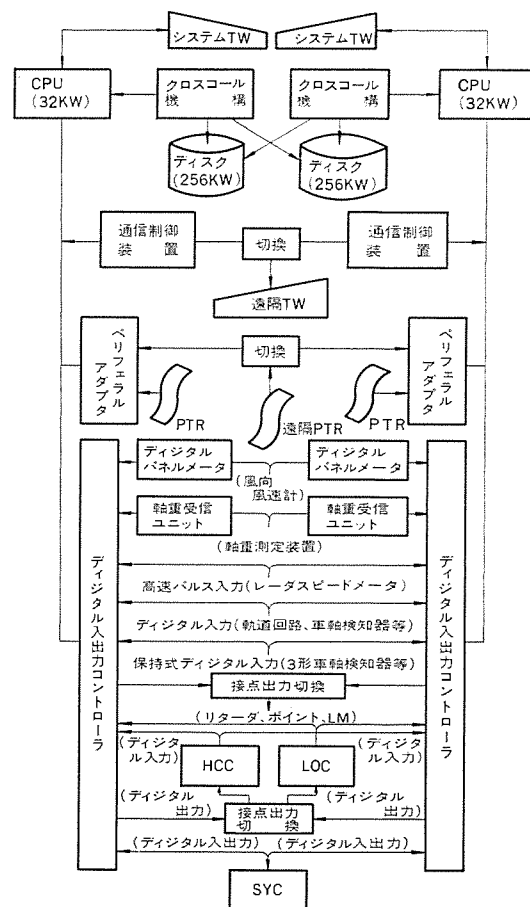 システムTW
システムTW
CPU
(32KW)
クロスコール
機　構
クロスコール
機　構
CPU
(32KW)
ディスク
(256KW)
ディスク
(256KW)
通信制御
装　置
切換
通信制御
装　置
遠隔TW
ペリフェラル
アダプタ
切換
ペリフェラル
アダプタ
PTR
遠隔PTR
PTR
ディジタル入出力コントローラ
ディジタル
パネルメータ
ディジタル
パネルメータ
ディジタル入出力コントローラ
(風向
風速計)
軸重受信
ユニット
軸重受信
ユニット
(軸重測定装置)
高速パルス入力(レーダスピードメータ)
ディジタル入力(軌道回路、車軸検知器等)
保持式ディジタル入力(3形車軸検知器等)
接点出力切換
(リターダ、ポイント、LM)
(ディジタ
ル入力)
HCC
LOC
(ディジタ
ル入力)
(ディジタル
出力)
接点出力
切　換
(ディジタル
出力)
(ディジタル入出力)
(ディジタル入出力)
SYC